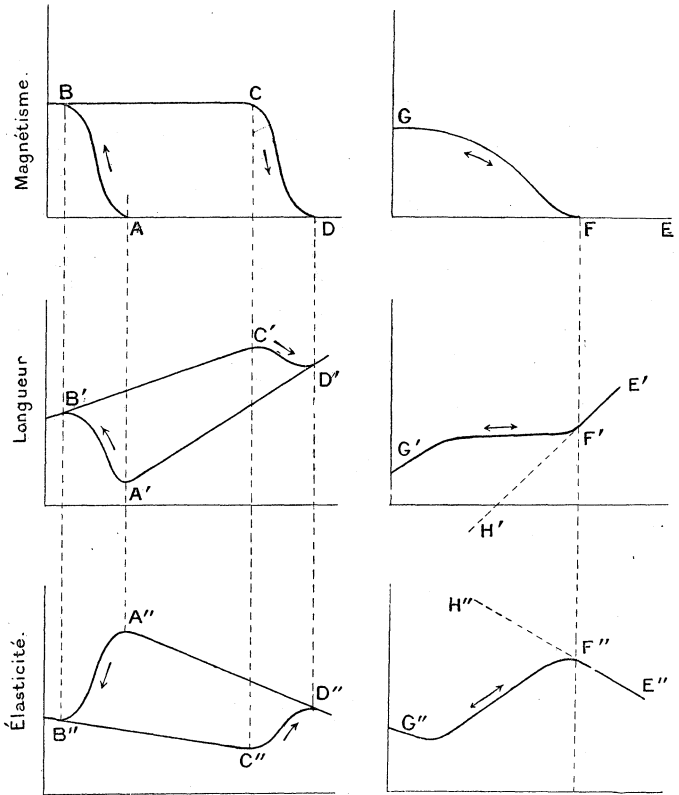 Magnétisme.
B
C
A
D
G
F
E
Longueur
B′
C′
D″
A′
G′
E′
F′
H′
Élasticité.
A″
B″
C″
D″
H″
F″
E″
G″